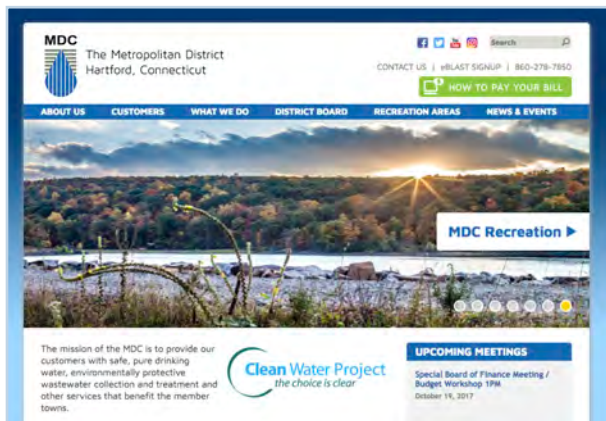 MDC
The Metropolitan District
Hartford, Connecticut
Search
CONTACT US | eBLAST SIGNUP | 860-278-7850
HOW TO PAY YOUR BILL
ABOUT US CUSTOMERS WHAT WE DO DISTRICT BOARD RECREATION AREAS NEWS & EVENTS
MDC Recreation
The mission of the MDC is to provide our
customers with safe, pure drinking
water, environmentally protective
wastewater collection and treatment and
other services that benefit the member
towns.
Clean Water Project
the choice is clear
UPCOMING MEETINGS
Special Board of Finance Meeting /
Budget Workshop 1PM
October 19, 2017